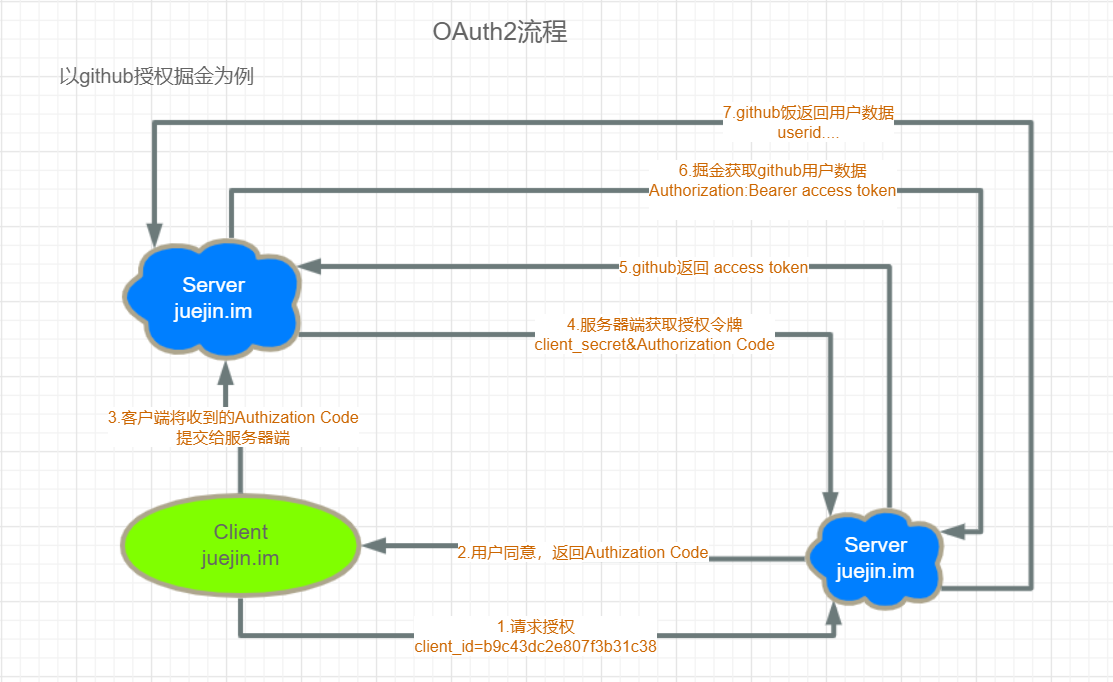 OAuth2流程
以github授权掘金为例
7.github饭返回用户数据
userid....
6.掘金获取github用户数据
Authorization:Bearer access token
5.github返回 access token
Server
juejin.im
4.服务器端获取授权令牌
client_secret&Authorization Code
3.客户端将收到的Authization Code
提交给服务器端
Client
juejin.im
2.用户同意，返回Authization Code
Server
juejin.im
1.请求授权
client_id=b9c43dc2e807f3b31c38